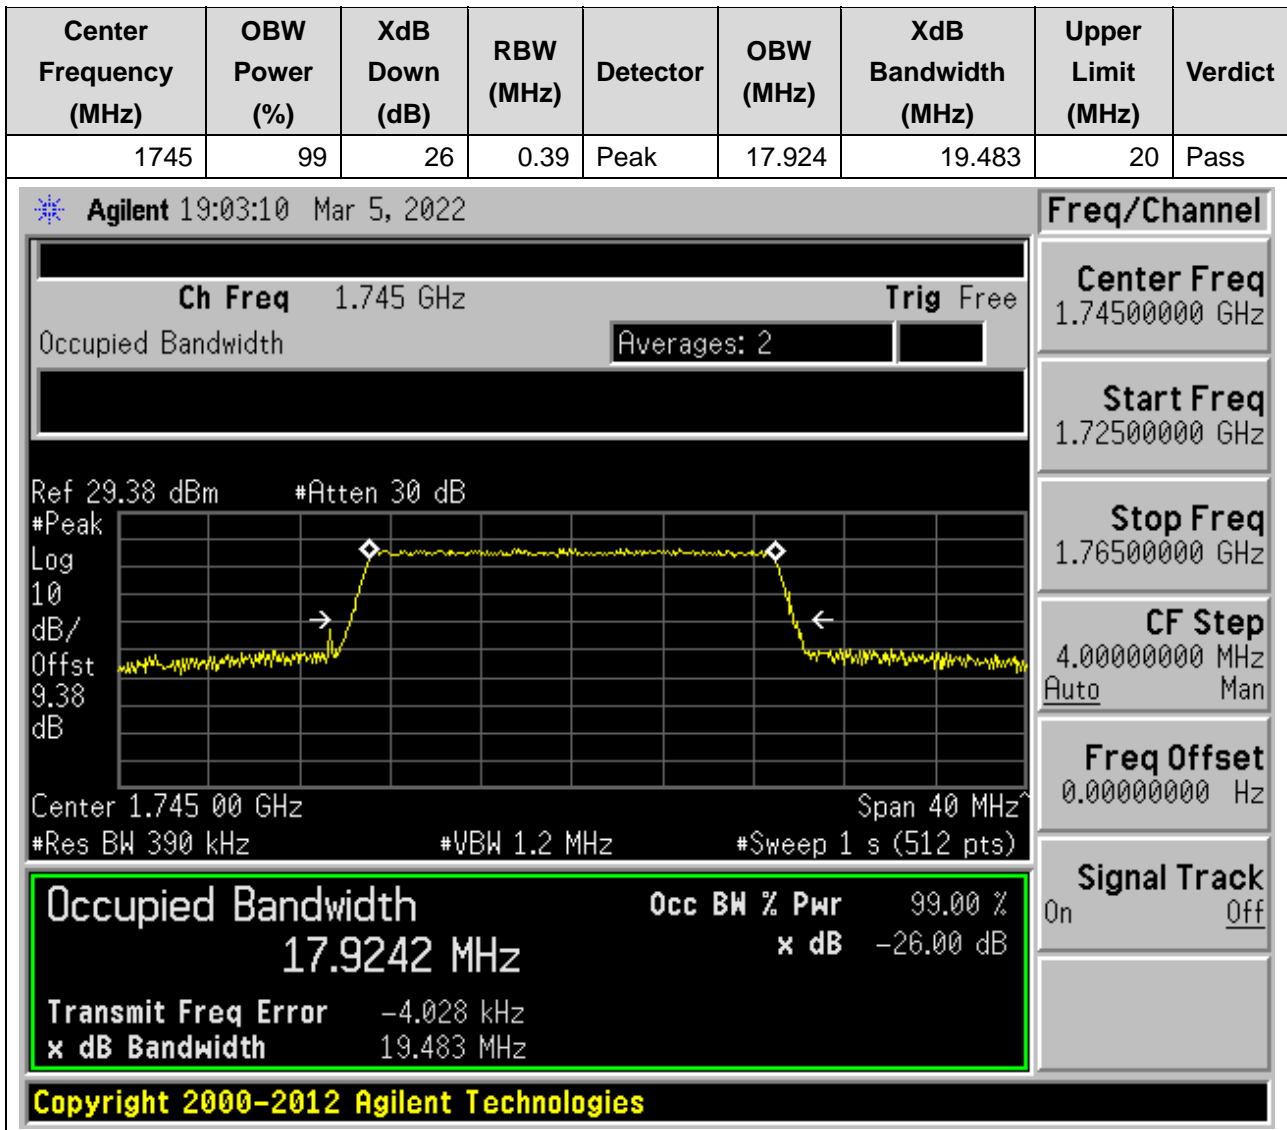 Center Frequency (MHz) OBW Power (%) XdB Down (dB) RBW (MHz) Detector OBW (MHz) XdB Bandwidth (MHz) Upper Limit (MHz) Verdict
1745 99 26 0.39 Peak 17.924 19.483 20 Pass
Agilent 19:03:10 Mar 5, 2022
Freq/Channel
Ch Freq 1.745 GHz Trig Free
Occupied Bandwidth Averages: 2
Center Freq
1.74500000 GHz
Start Freq
1.72500000 GHz
Stop Freq
1.76500000 GHz
CF Step
4.00000000 MHz
Auto Man
Freq Offset
0.00000000 Hz
Signal Track
On Off
Ref 29.38 dBm #Atten 30 dB
#Peak
Log
10
dB/
Offst
9.38
dB
Center 1.745 00 GHz Span 40 MHz^
#Res BW 390 kHz #VBW 1.2 MHz #Sweep 1 s (512 pts)
Occupied Bandwidth Occ BW % Pwr 99.00 %
17.9242 MHz x dB -26.00 dB
Transmit Freq Error -4.028 kHz
x dB Bandwidth 19.483 MHz
Copyright 2000-2012 Agilent Technologies